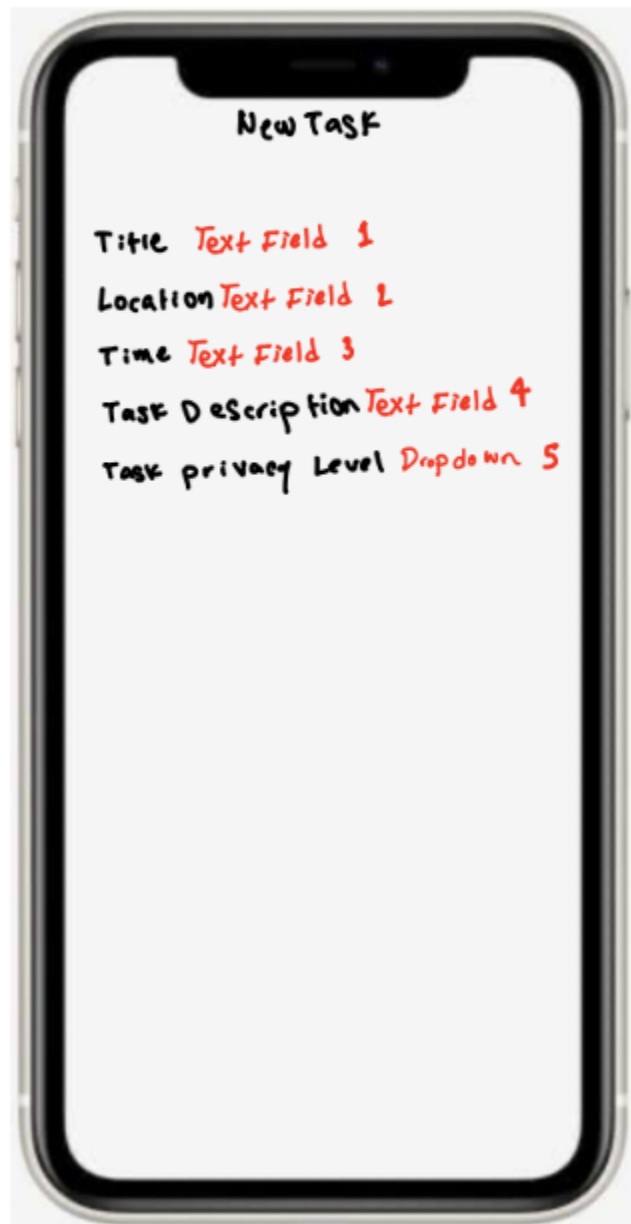 New Task
Title Text Field 1
Location Text Field 2
Time Text Field 3
Task Description Text Field 4
Task privacy Level Dropdown 5